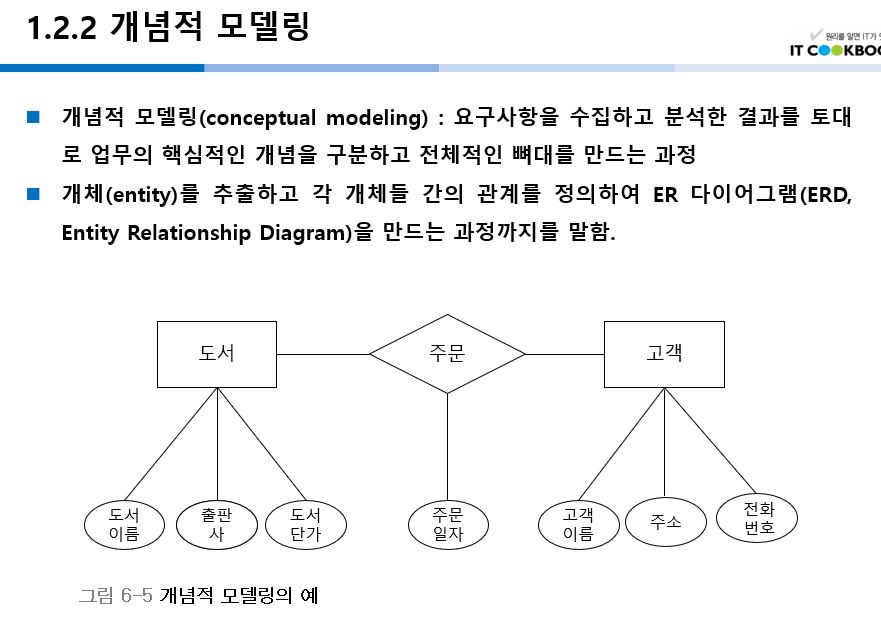 1.2.2 개념적 모델링
원리를 알면 IT가
IT COOKBOO
개념적 모델링(conceptual modeling) : 요구사항을 수집하고 분석한 결과를 토대
로 업무의 핵심적인 개념을 구분하고 전체적인 뼈대를 만드는 과정
개체(entity)를 추출하고 각 개체들 간의 관계를 정의하여 ER 다이어그램(ERD,
Entity Relationship Diagram)을 만드는 과정까지를 말함.
도서
주문
고객
도서
이름
출판
사
도서
단가
주문
일자
고객
이름
주소
전화
번호
그림 6-5 개념적 모델링의 예